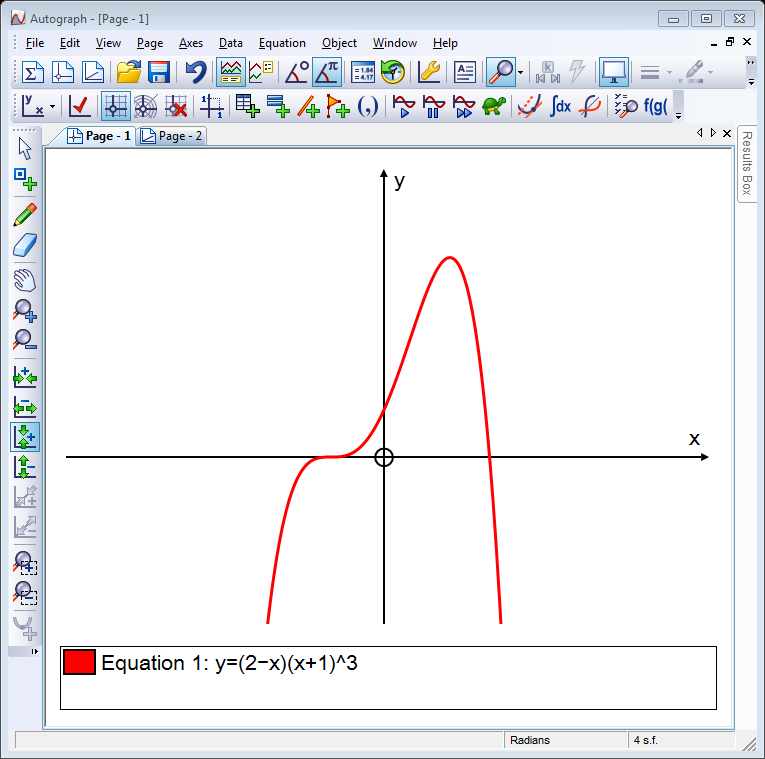 Autograph - [Page - 1]
File Edit View Page Axes Data Equation Object Window Help
Page - 1 Page - 2
Results Box
y
x
Equation 1: y=(2−x)(x+1)^3
Radians 4 s.f.